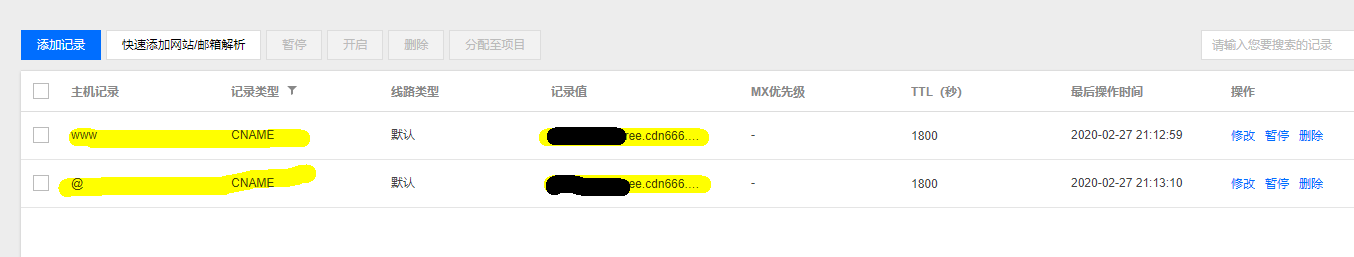 添加记录 快速添加网站/邮箱解析 暂停 开启 删除 分配至项目 请输入您要搜索的记录
主机记录 记录类型 线路类型 记录值 MX优先级 TTL（秒） 最后操作时间 操作
www CNAME 默认 ree.cdn666.... - 1800 2020-02-27 21:12:59 修改 暂停 删除
@ CNAME 默认 ee.cdn666.... - 1800 2020-02-27 21:13:10 修改 暂停 删除